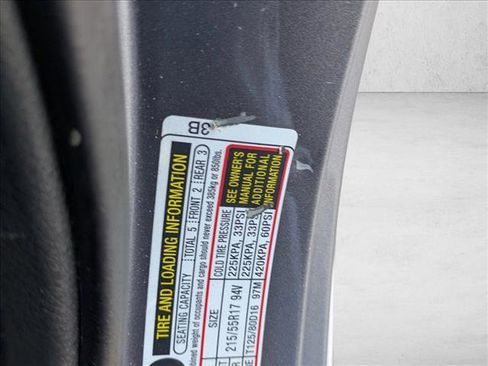 3B
TIRE AND LOADING INFORMATION
SEATING CAPACITY TOTAL 5 FRONT 2 REAR 3
weight of occupants and cargo should never exceed 385kg or 850lbs.
SIZE COLD TIRE PRESSURE
215/55R17 94V 225KPA, 33PSI
225KPA, 33PSI
T125/80D16 97M 420KPA, 60PSI
SEE OWNER'S
MANUAL FOR
ADDITIONAL
INFORMATION